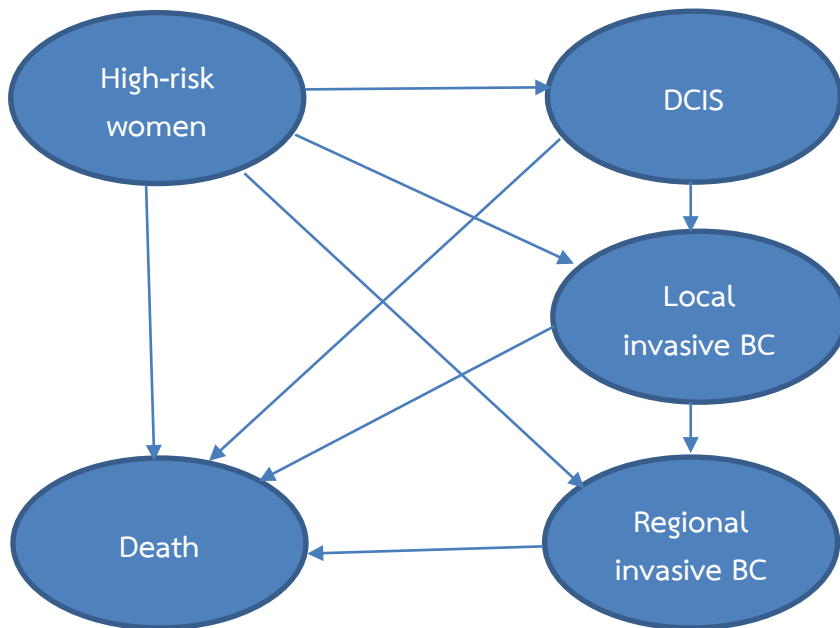 High-risk
women
DCIS
Local
invasive BC
Death
Regional
invasive BC